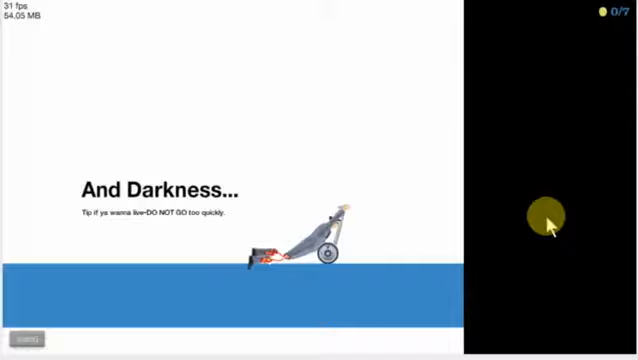 31 fps
54.05 MB
0/7
And Darkness...
Tip if ya wanna live-DO NOT GO too quickly.